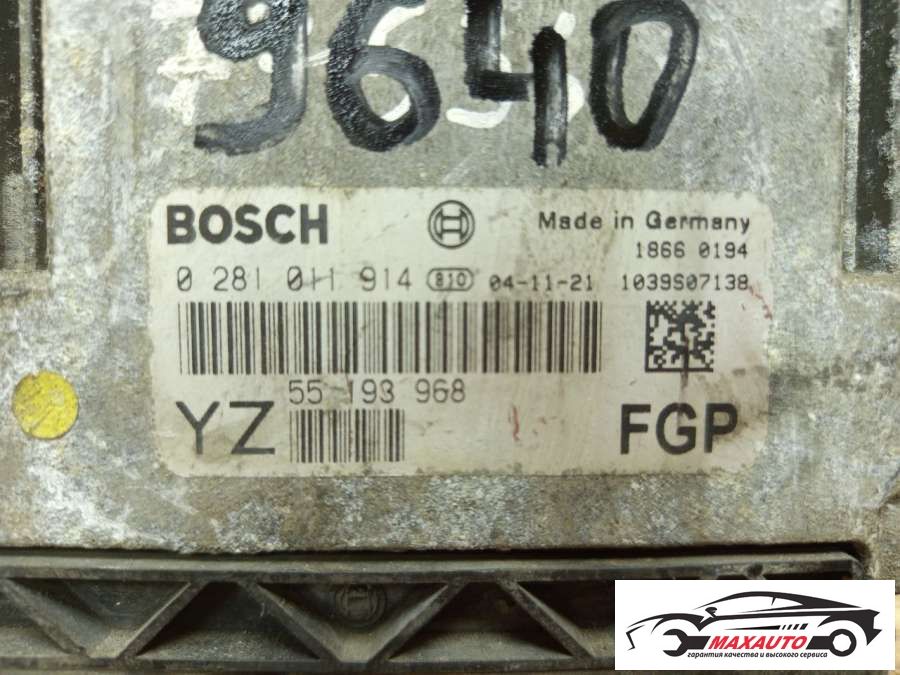 9640
BOSCH
Made in Germany
1866 0194
0 281 011 914 810 04-11-21 1039S07138
55 193 968
YZ
FGP
MAXAUTO
гарантия качества и высокого сервиса